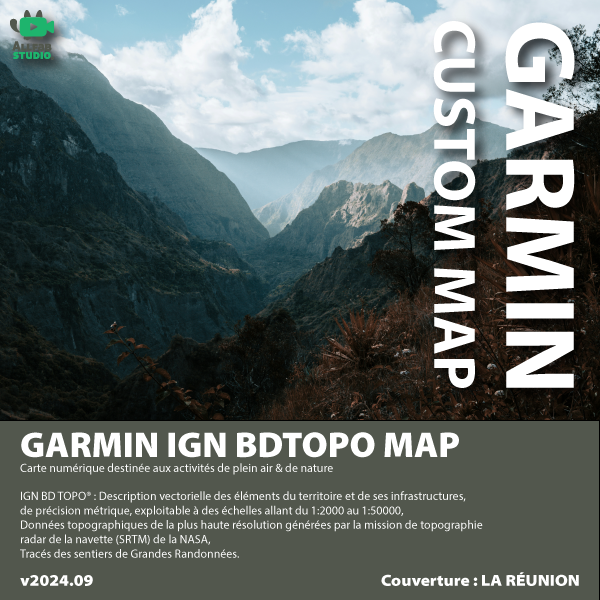 STUDIO
GARMIN
CUSTOM MAP
GARMIN IGN BDTOPO MAP
Carte numérique destinée aux activités de plein air & de nature
IGN BD TOPO® : Description vectorielle des éléments du territoire et de ses infrastructures,
de précision métrique, exploitable à des échelles allant du 1:2000 au 1:50000,
Données topographiques de la plus haute résolution générées par la mission de topographie
radar de la navette (SRTM) de la NASA,
Tracés des sentiers de Grandes Randonnées.
v2024.09
Couverture : LA RÉUNION